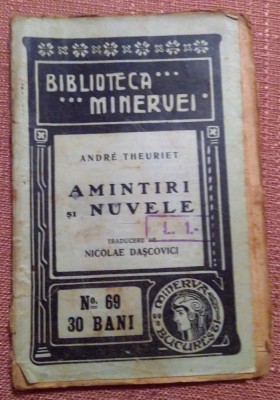 BIBLIOTECA
MINERVEI
ANDRÉ THEURIET
AMINTIRI
ȘI NUVELE
L. 1.-
TRADUCERE DE
NICOLAE DAȘCOVICI
No. 69
30 BANI
MINERVA
BUCUREȘTI